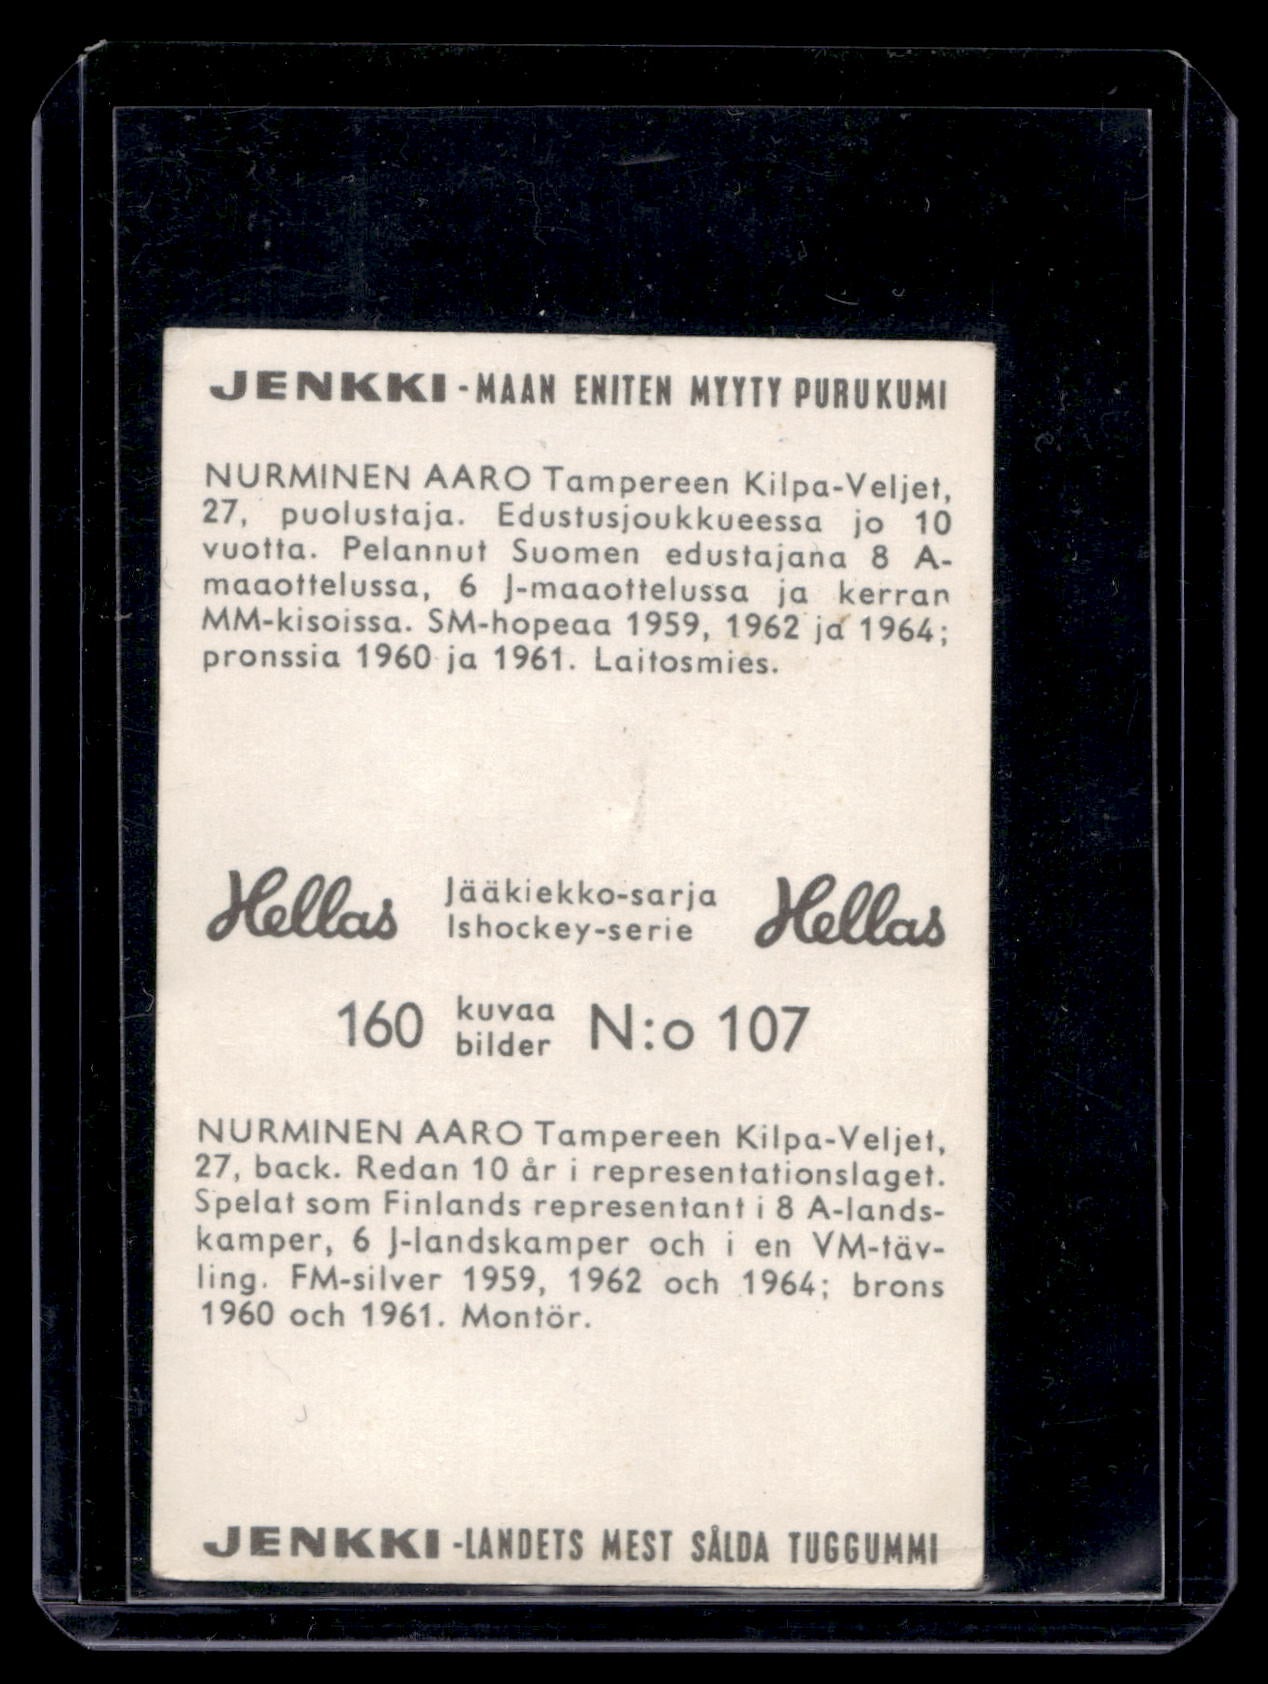 JENKKI - MAAN ENITEN MYYTY PURUKUMI
NURMINEN AARO Tampereen Kilpa-Veljet,
27, puolustaja. Edustusjoukkueessa jo 10
vuotta. Pelannut Suomen edustajana 8 A-
maaottelussa, 6 J-maaottelussa ja kerran
MM-kisoissa. SM-hopeaa 1959, 1962 ja 1964;
pronssia 1960 ja 1961. Laitosmies.
Hellas Jääkiekko-sarja Hellas
Ishockey-serie
160 kuvaa N:o 107
bilder
NURMINEN AARO Tampereen Kilpa-Veljet,
27, back. Redan 10 år i representationslaget.
Spelat som Finlands representant i 8 A-lands-
kamper, 6 J-landskamper och i en VM-täv-
ling. FM-silver 1959, 1962 och 1964; brons
1960 och 1961. Montör.
JENKKI - LANDETS MEST SÅLDA TUGGUMMI